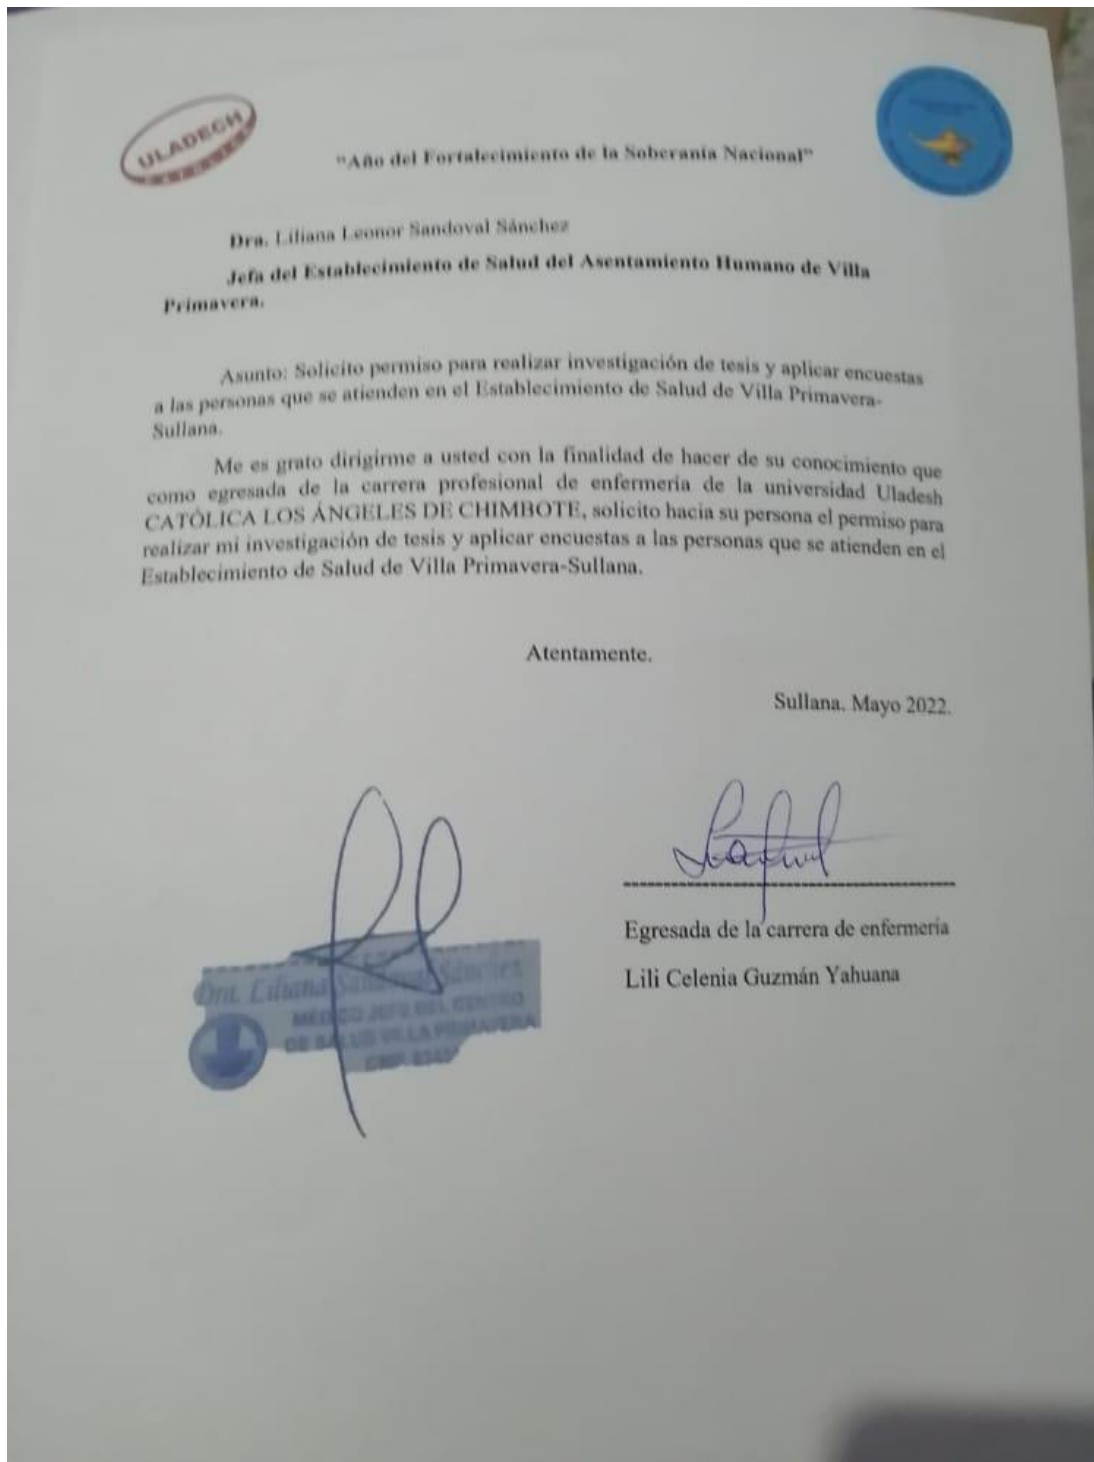 ULADECH
"Año del Fortalecimiento de la Soberanía Nacional"
Dra. Liliana Leonor Sandoval Sánchez
Jefa del Establecimiento de Salud del Asentamiento Humano de Villa
Primavera.
Asunto: Solicito permiso para realizar investigación de tesis y aplicar encuestas
a las personas que se atienden en el Establecimiento de Salud de Villa Primavera-
Sullana.
Me es grato dirigirme a usted con la finalidad de hacer de su conocimiento que
como egresada de la carrera profesional de enfermería de la universidad Uladesh
CATÓLICA LOS ÁNGELES DE CHIMBOTE, solicito hacia su persona el permiso para
realizar mi investigación de tesis y aplicar encuestas a las personas que se atienden en el
Establecimiento de Salud de Villa Primavera-Sullana.
Atentamente.
Sullana, Mayo 2022.
Egresada de la carrera de enfermería
Lili Celenia Guzmán Yahuana
Dra. Liliana Sandoval Sánchez
MÉDICO JEFE DEL CENTRO
DE SALUD VILLA PRIMAVERA
CMP